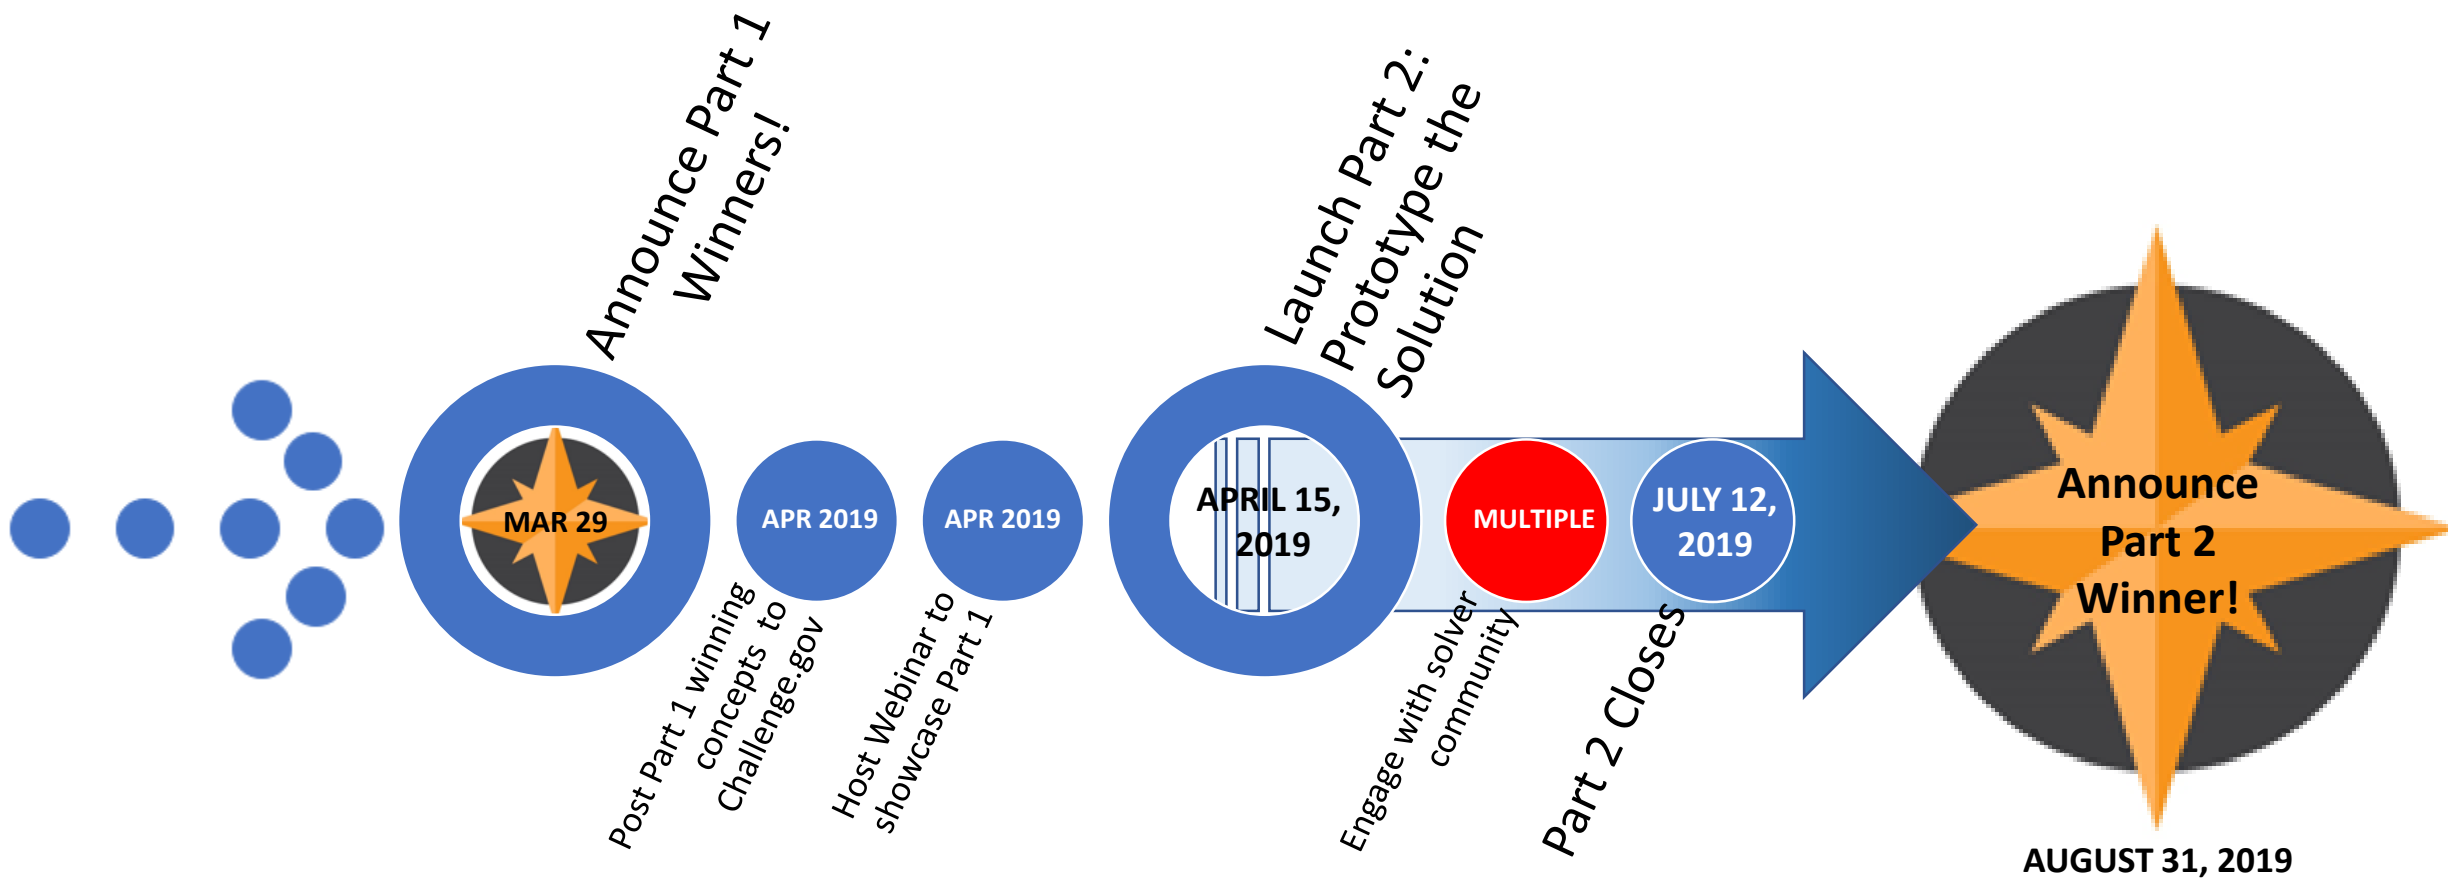 Announce Part 1
Winners!
MAR 29
APR 2019
Post Part 1 winning
concepts to
Challenge.gov
APR 2019
Host Webinar to
showcase Part 1
Launch Part 2:
Prototype the
Solution
APRIL 15,
2019
MULTIPLE
Engage with solver
community
JULY 12,
2019
Part 2 Closes
Announce
Part 2
Winner!
AUGUST 31, 2019